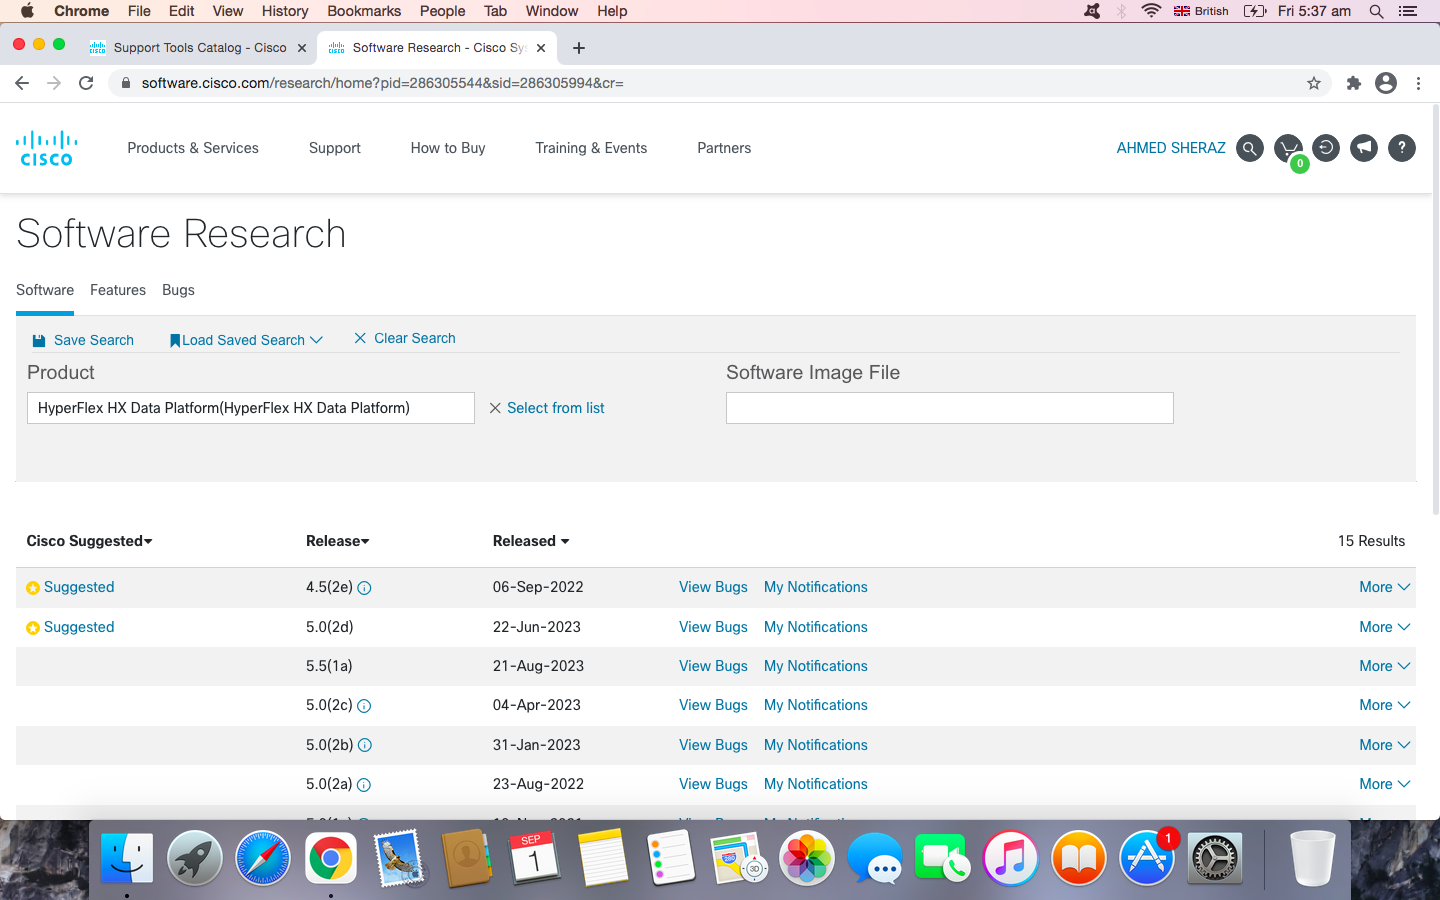 Chrome File Edit View History Bookmarks People Tab Window Help British Fri 5:37 am
Support Tools Catalog - Cisco Software Research - Cisco Sy
software.cisco.com/research/home?pid=286305544&sid=286305994&cr=
CISCO Products & Services Support How to Buy Training & Events Partners AHMED SHERAZ 0 ?
Software Research
Software Features Bugs
Save Search Load Saved Search Clear Search
Product Software Image File
HyperFlex HX Data Platform(HyperFlex HX Data Platform) Select from list
Cisco Suggested Release Released 15 Results
Suggested 4.5(2e) 06-Sep-2022 View Bugs My Notifications More
Suggested 5.0(2d) 22-Jun-2023 View Bugs My Notifications More
5.5(1a) 21-Aug-2023 View Bugs My Notifications More
5.0(2c) 04-Apr-2023 View Bugs My Notifications More
5.0(2b) 31-Jan-2023 View Bugs My Notifications More
5.0(2a) 23-Aug-2022 View Bugs My Notifications More
SEP
1
280
3D
1